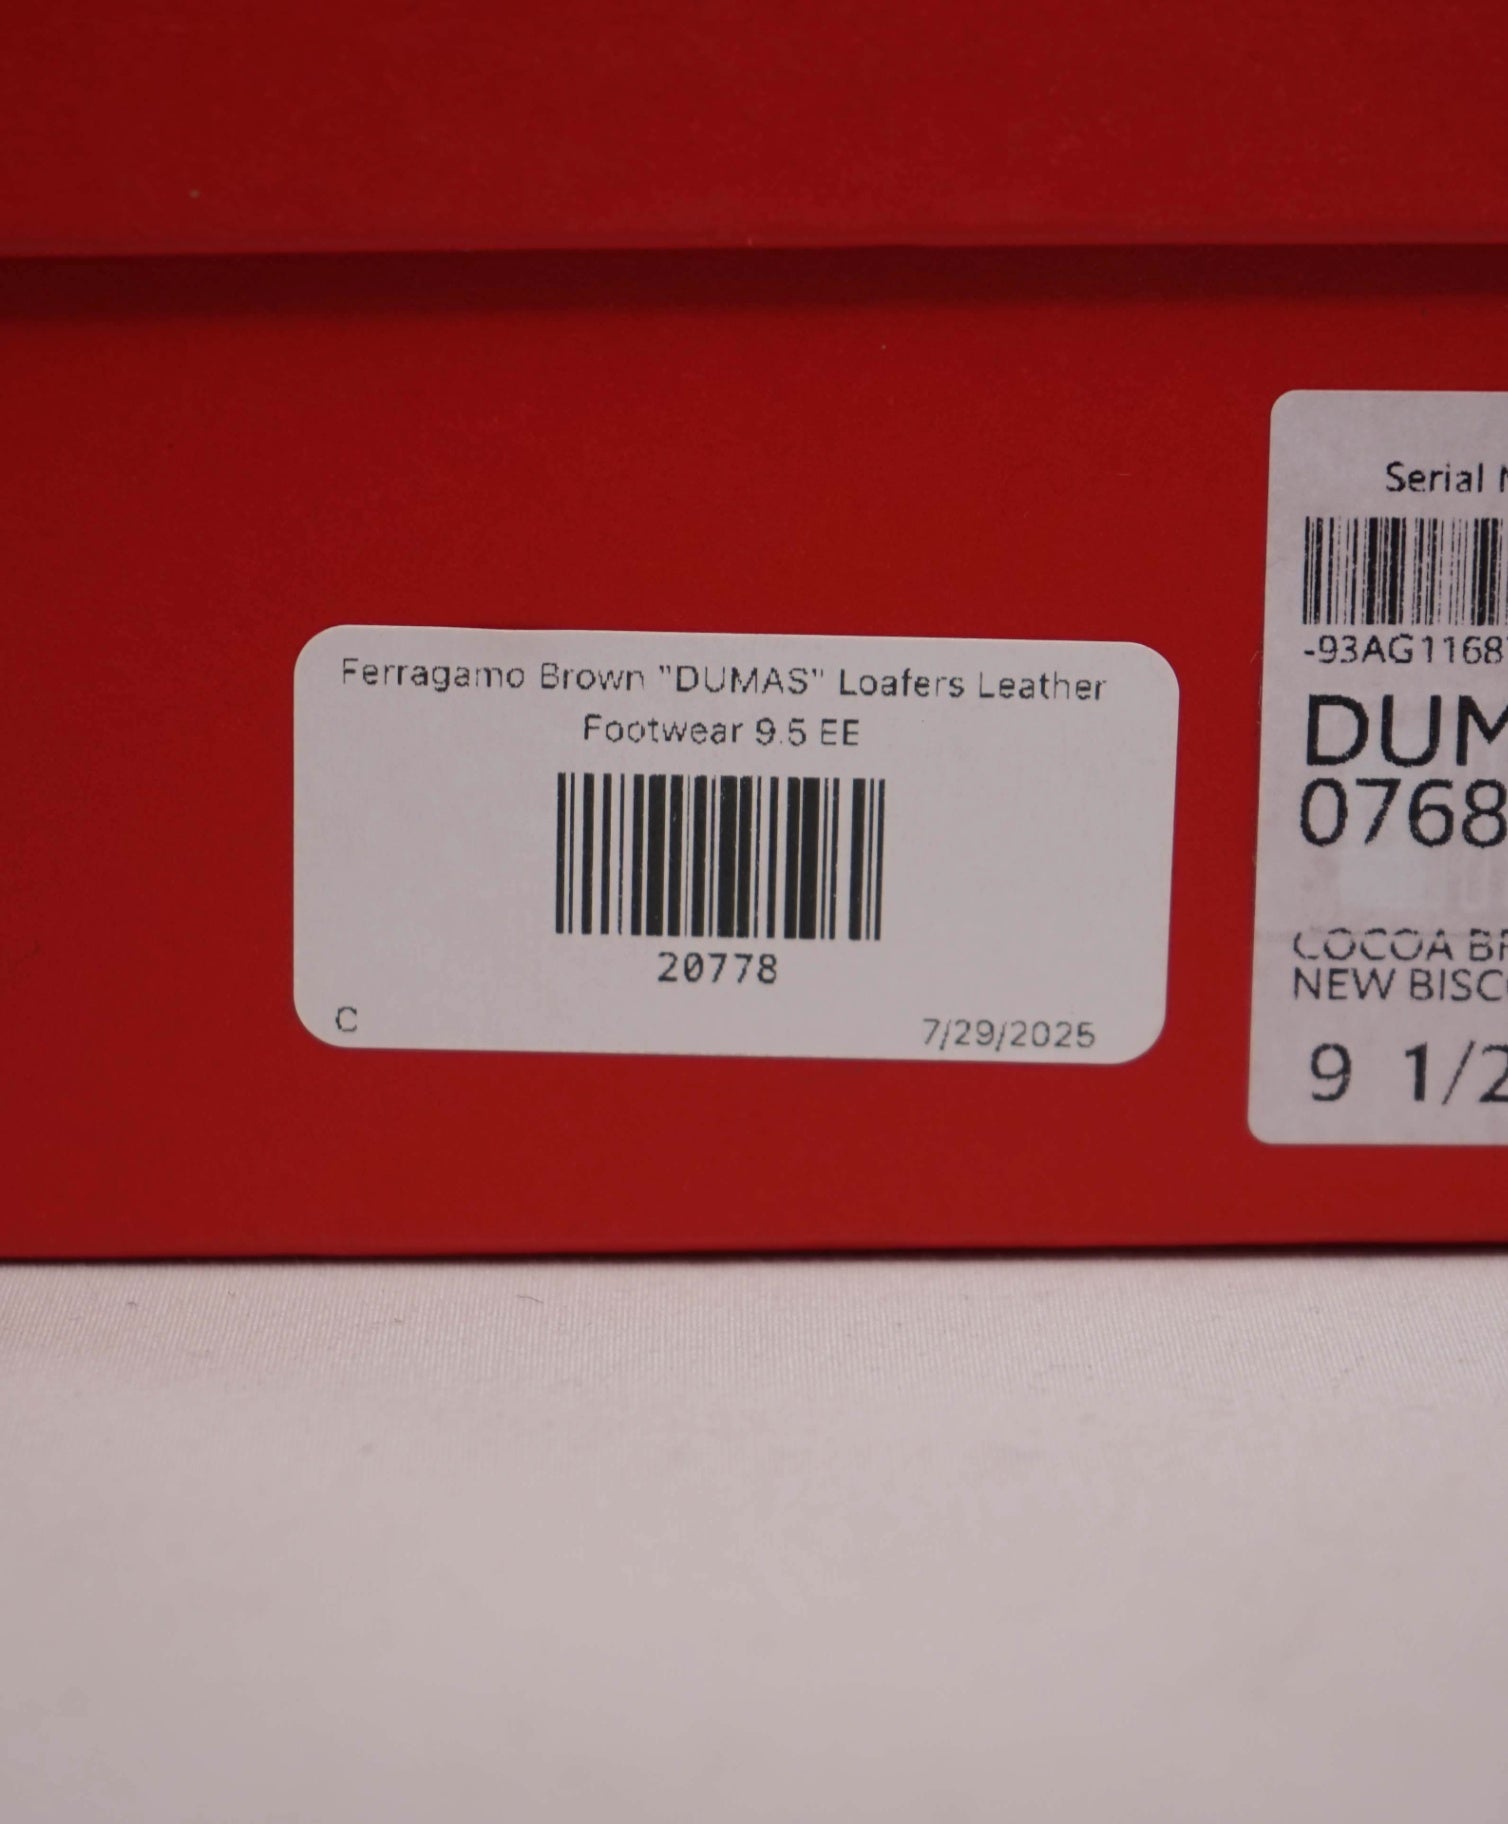 Ferragamo Brown "DUMAS" Loafers Leather
Footwear 9.5 EE
20778
C
7/29/2025
Serial
-93AG1168
DUM
0768
COCOA BR
NEW BISC
9 1/2